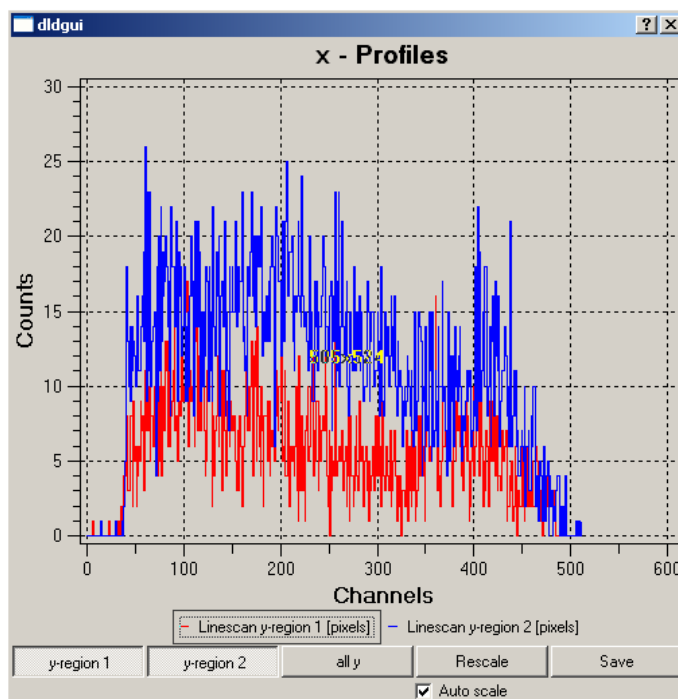 dldgui
x - Profiles
30
25
20
15
10
5
0
Counts
0 100 200 300 400 500 600
Channels
Linescan y-region 1 [pixels] Linescan y-region 2 [pixels]
y-region 1 y-region 2 all y Rescale Save
Auto scale